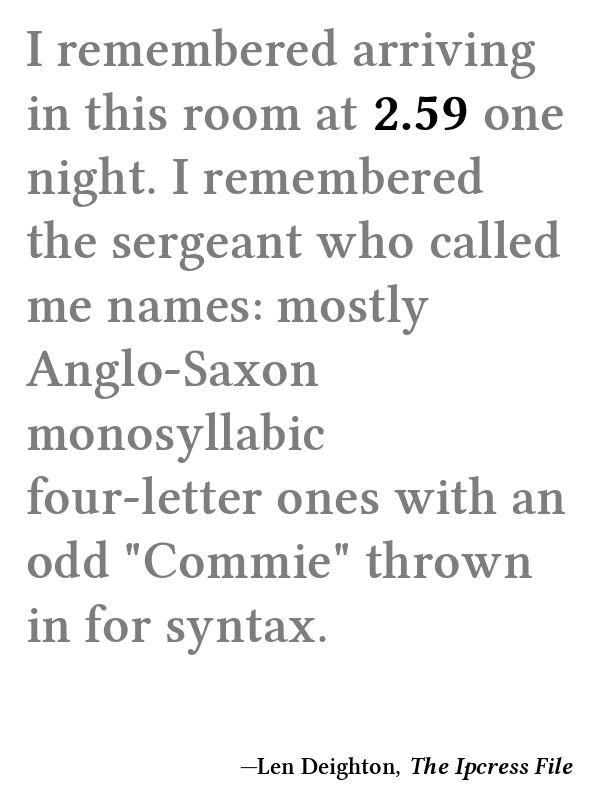 I remembered arriving
in this room at 2.59 one
night. I remembered
the sergeant who called
me names: mostly
Anglo-Saxon
monosyllabic
four-letter ones with an
odd "Commie" thrown
in for syntax.
—Len Deighton, The Ipcress File